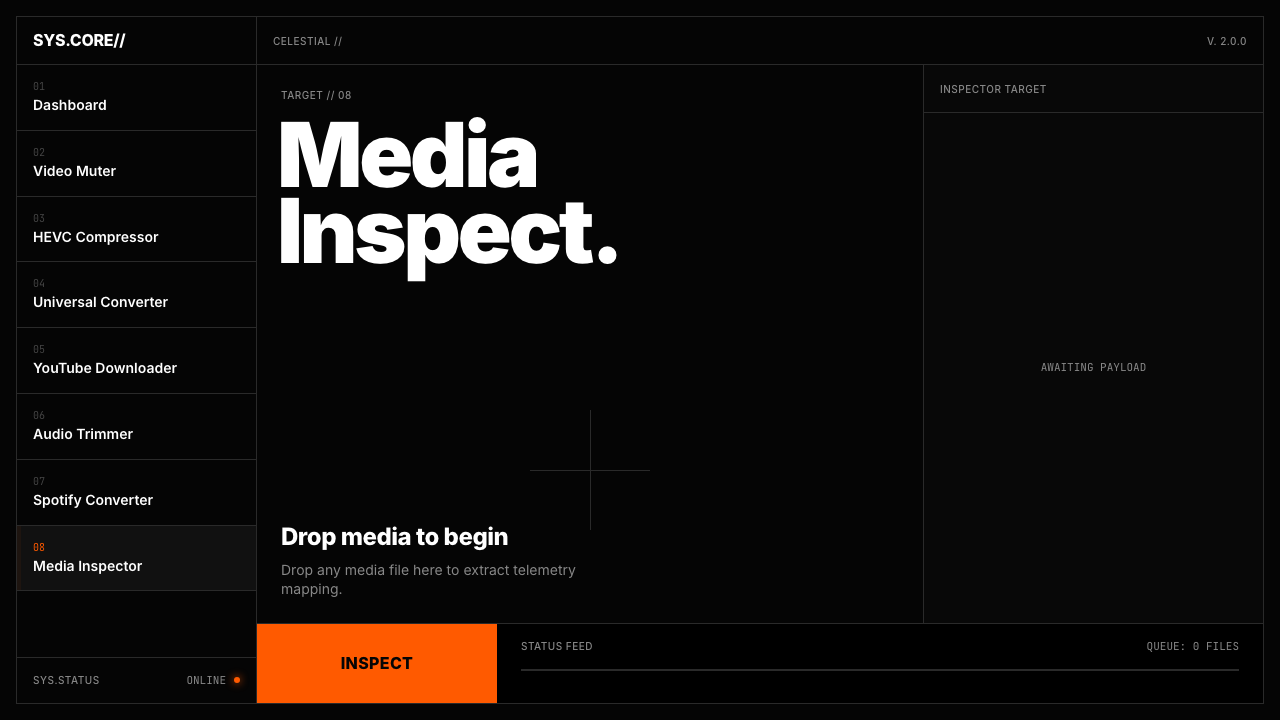 SYS.CORE//
CELESTIAL //
V. 2.0.0
01
Dashboard
02
Video Muter
03
HEVC Compressor
04
Universal Converter
05
YouTube Downloader
06
Audio Trimmer
07
Spotify Converter
08
Media Inspector
SYS.STATUS
ONLINE
TARGET // 08
Media
Inspect.
Drop media to begin
Drop any media file here to extract telemetry
mapping.
INSPECTOR TARGET
AWAITING PAYLOAD
INSPECT
STATUS FEED
QUEUE: 0 FILES